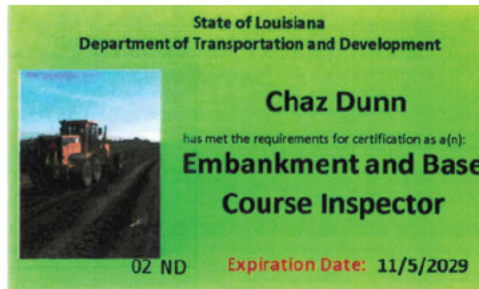 State of Louisiana
Department of Transportation and Development
Chaz Dunn
has met the requirements for certification as a(n):
Embankment and Base
Course Inspector
02 ND
Expiration Date: 11/5/2029